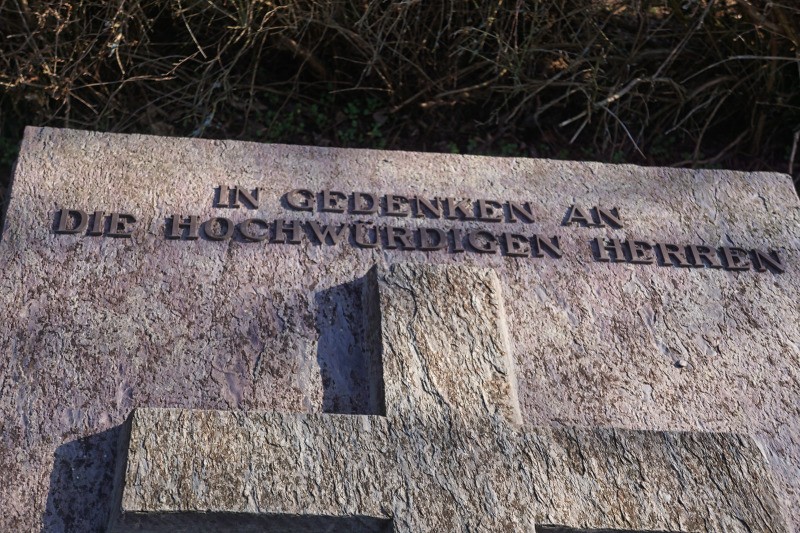 IN GEDENKEN AN
DIE HOCHWÜRDIGEN HERREN